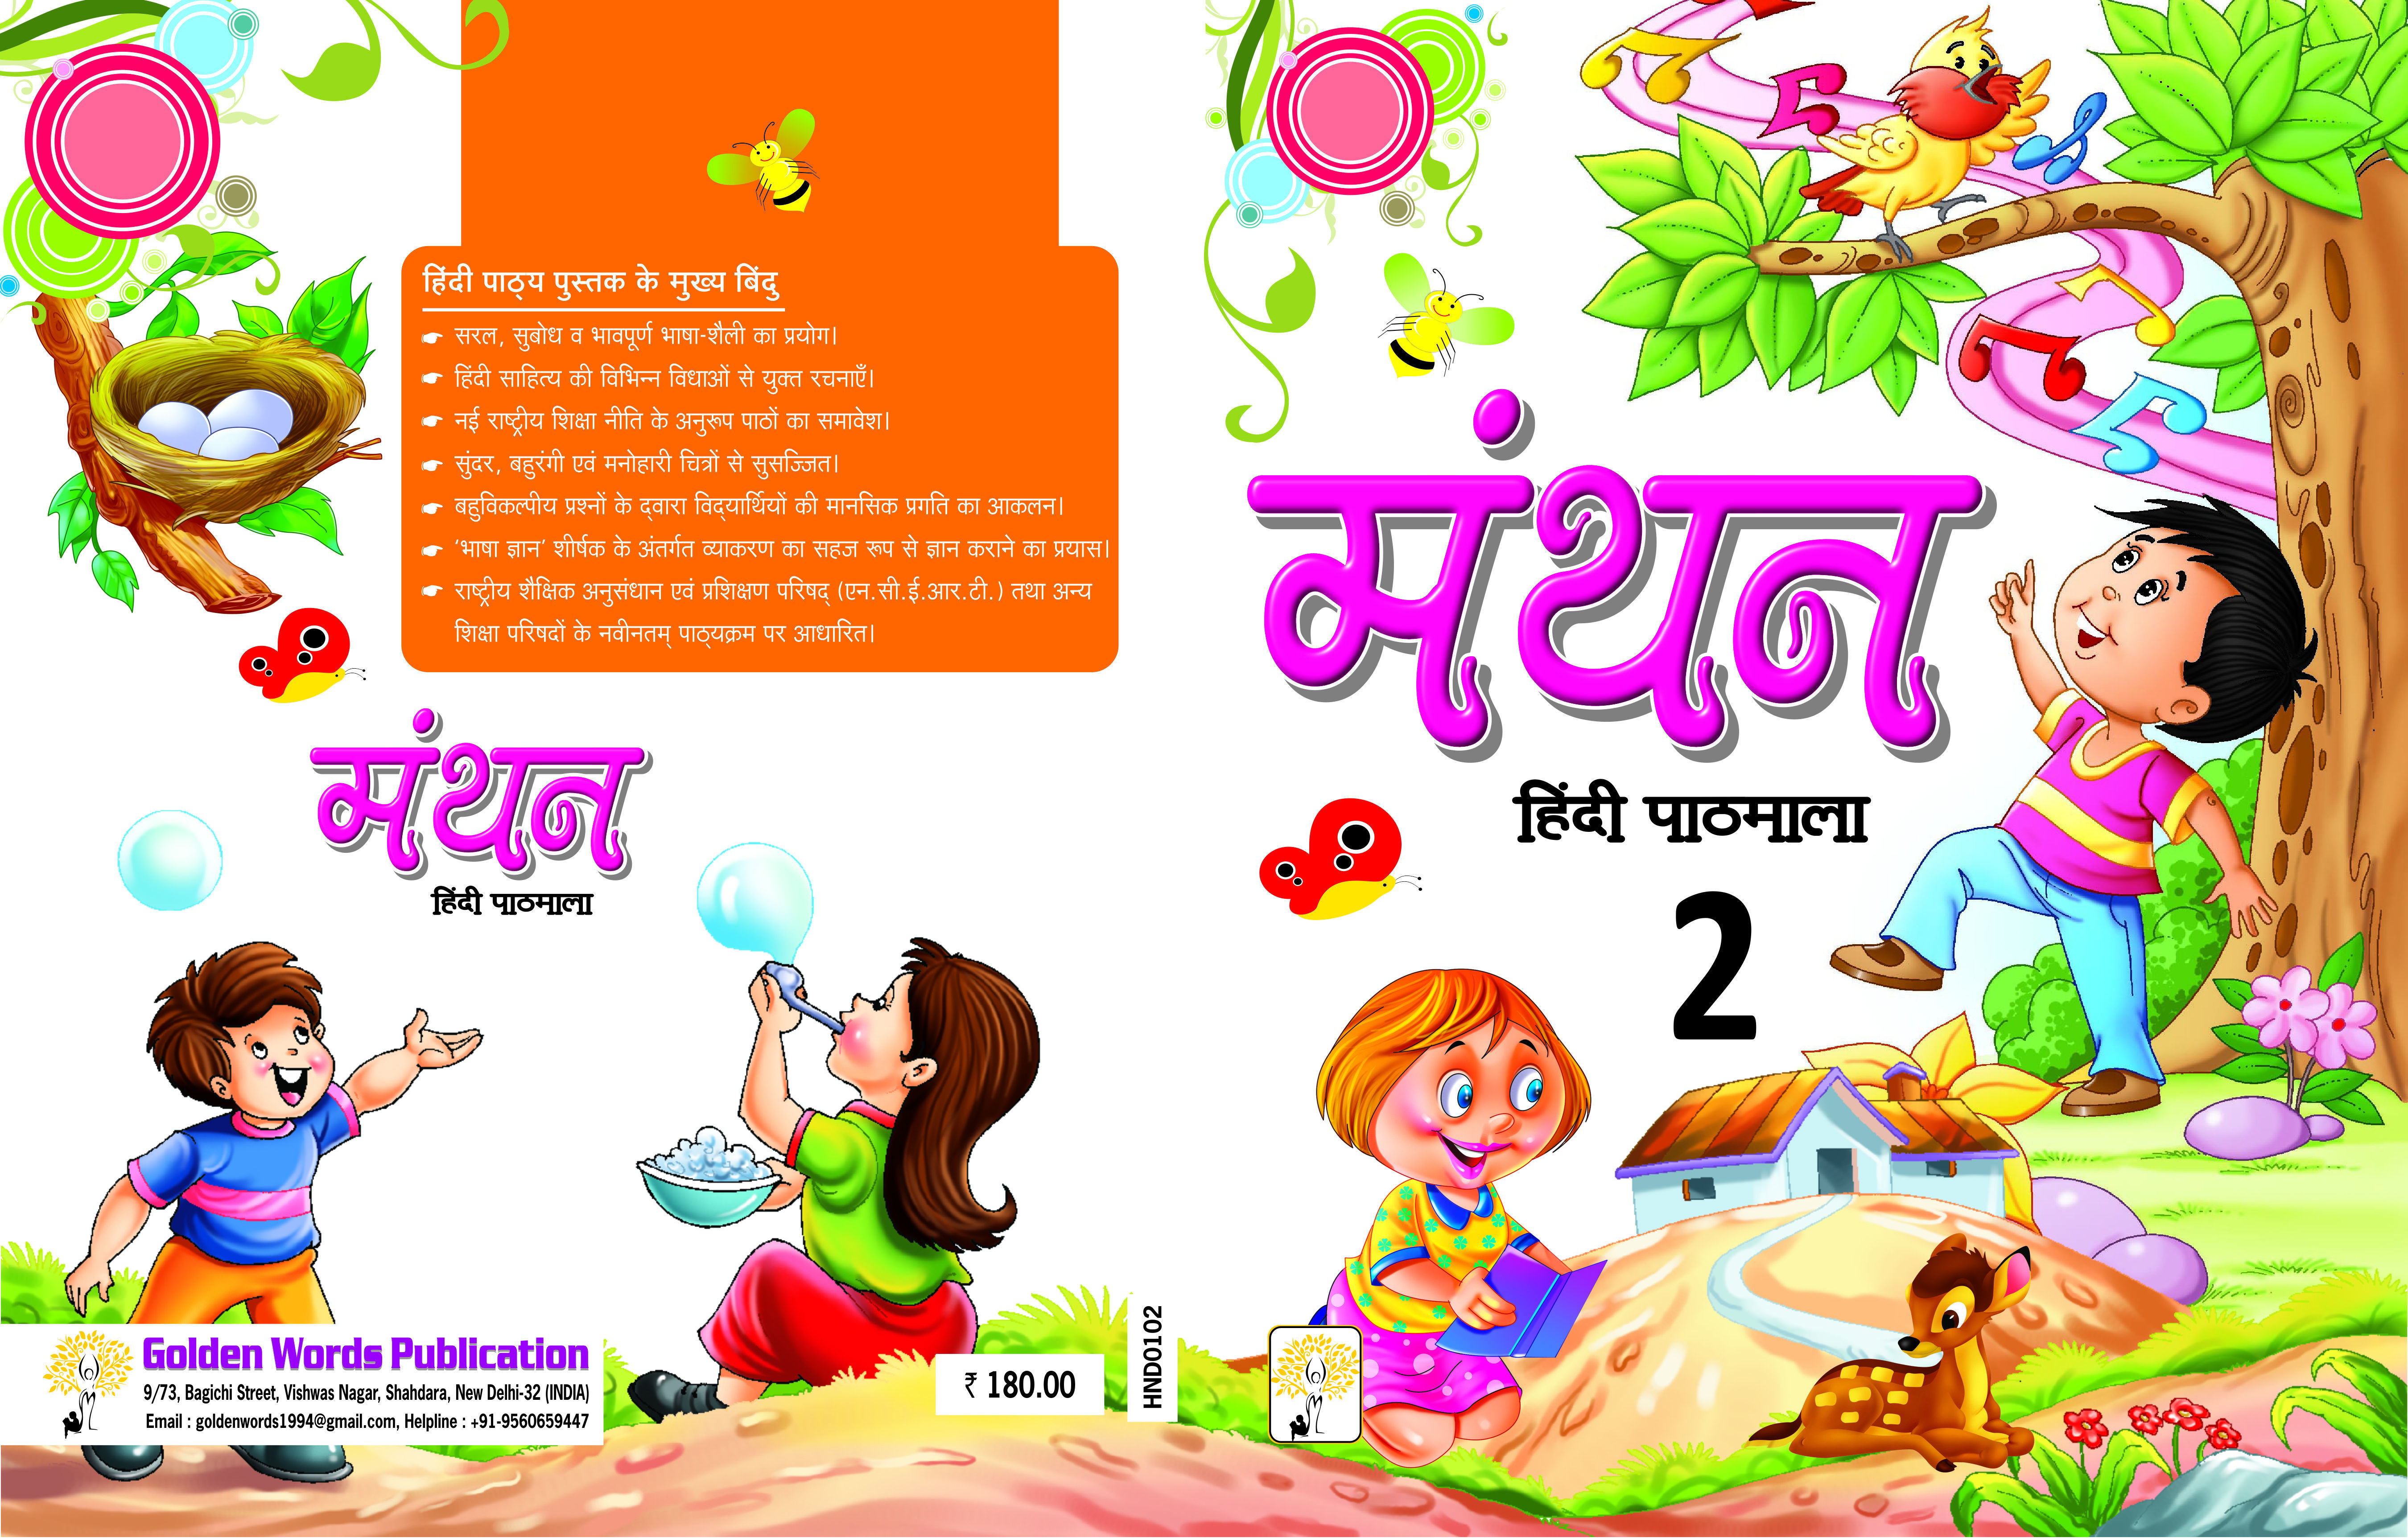 हिंदी पाठ्य पुस्तक के मुख्य बिंदु
सरल, सुबोध व भावपूर्ण भाषा-शैली का प्रयोग।
हिंदी साहित्य की विभिन्न विधाओं से युक्त रचनाएँ।
नई राष्ट्रीय शिक्षा नीति के अनुरूप पाठों का समावेश।
सुंदर, बहुरंगी एवं मनोहारी चित्रों से सुसज्जित।
बहुविकल्पीय प्रश्नों के द्वारा विद्यार्थियों की मानसिक प्रगति का आकलन।
‘भाषा ज्ञान’ शीर्षक के अंतर्गत व्याकरण का सहज रूप से ज्ञान कराने का प्रयास।
राष्ट्रीय शैक्षिक अनुसंधान एवं प्रशिक्षण परिषद् (एन.सी.ई.आर.टी.) तथा अन्य
शिक्षा परिषदों के नवीनतम् पाठ्यक्रम पर आधारित।
मंथन
हिंदी पाठमाला
Golden Words Publication
9/73, Bagichi Street, Vishwas Nagar, Shahdara, New Delhi-32 (INDIA)
Email : goldenwords1994@gmail.com, Helpline : +91-9560659447
₹ 180.00
HND0102
मंथन
हिंदी पाठमाला
2